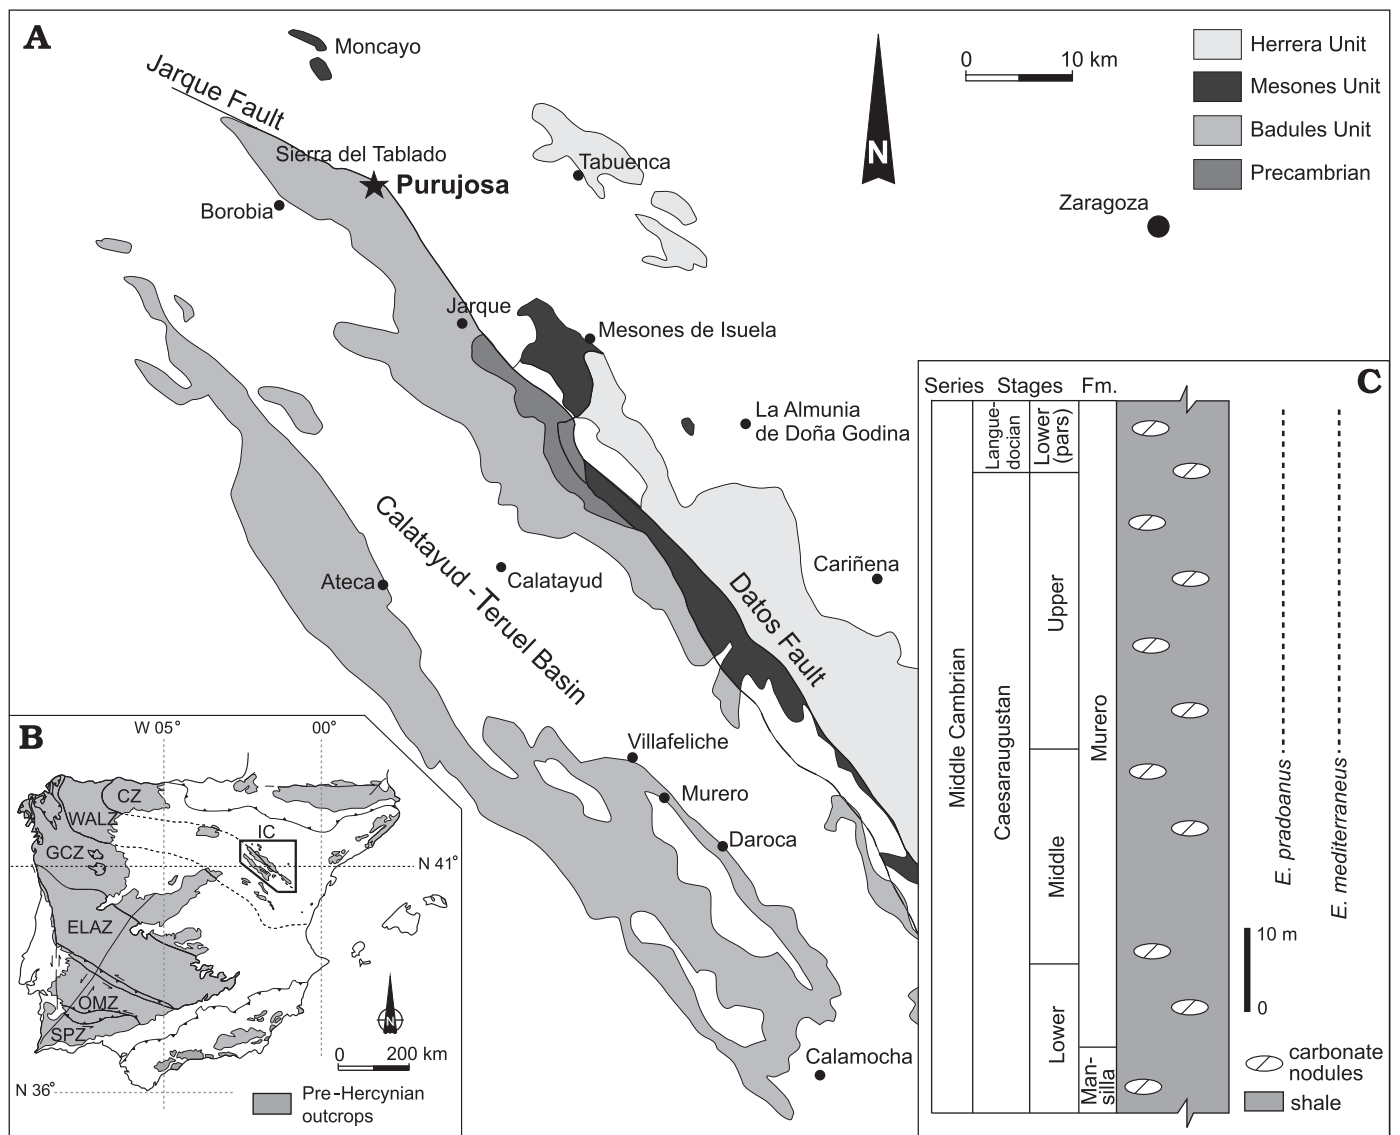 A
Moncayo
Jarque Fault
Sierra del Tablado
Purujosa
Borobia
Tabuenca
N
0 10 km
Herrera Unit
Mesones Unit
Badules Unit
Precambrian
Zaragoza
Jarque
Mesones de Isuela
La Almunia
de Doña Godina
Calatayud-Teruel Basin
Calatayud
Ateca
Cariñena
Datos Fault
Villafeliche
Murero
Daroca
Calamocha
B
W 05°
00°
CZ
WALZ
IC
GCZ
N 41°
ELAZ
OMZ
SPZ
N
0 200 km
N 36°
Pre-Hercynian
outcrops
C
Series Stages Fm.
Middle Cambrian
Langue-
docian
Lower
(pars)
Caesaraugustan
Upper
Middle
Lower
Murero
Man-
silla
E. pradoanus
E. mediterraneus
10 m
0
carbonate
nodules
shale